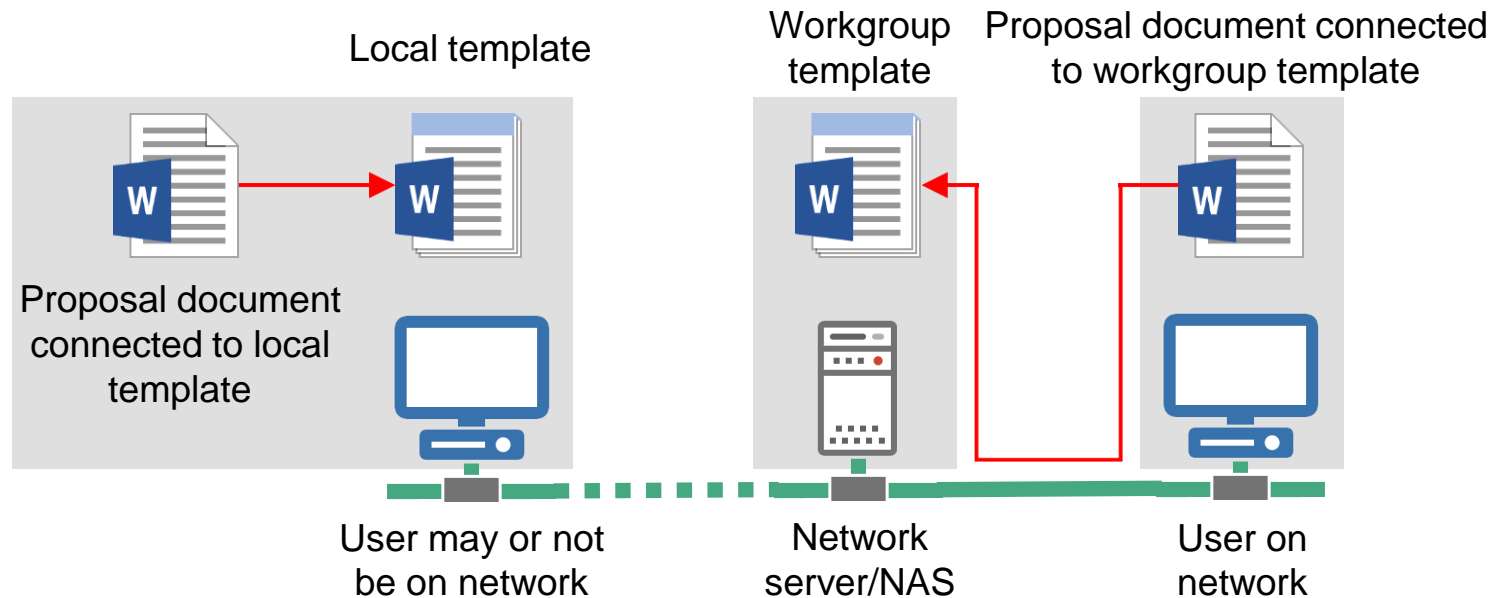 Local template
Workgroup
template
Proposal document connected
to workgroup template
W
W
W
W
Proposal document
connected to local
template
User may or not
be on network
Network
server/NAS
User on
network